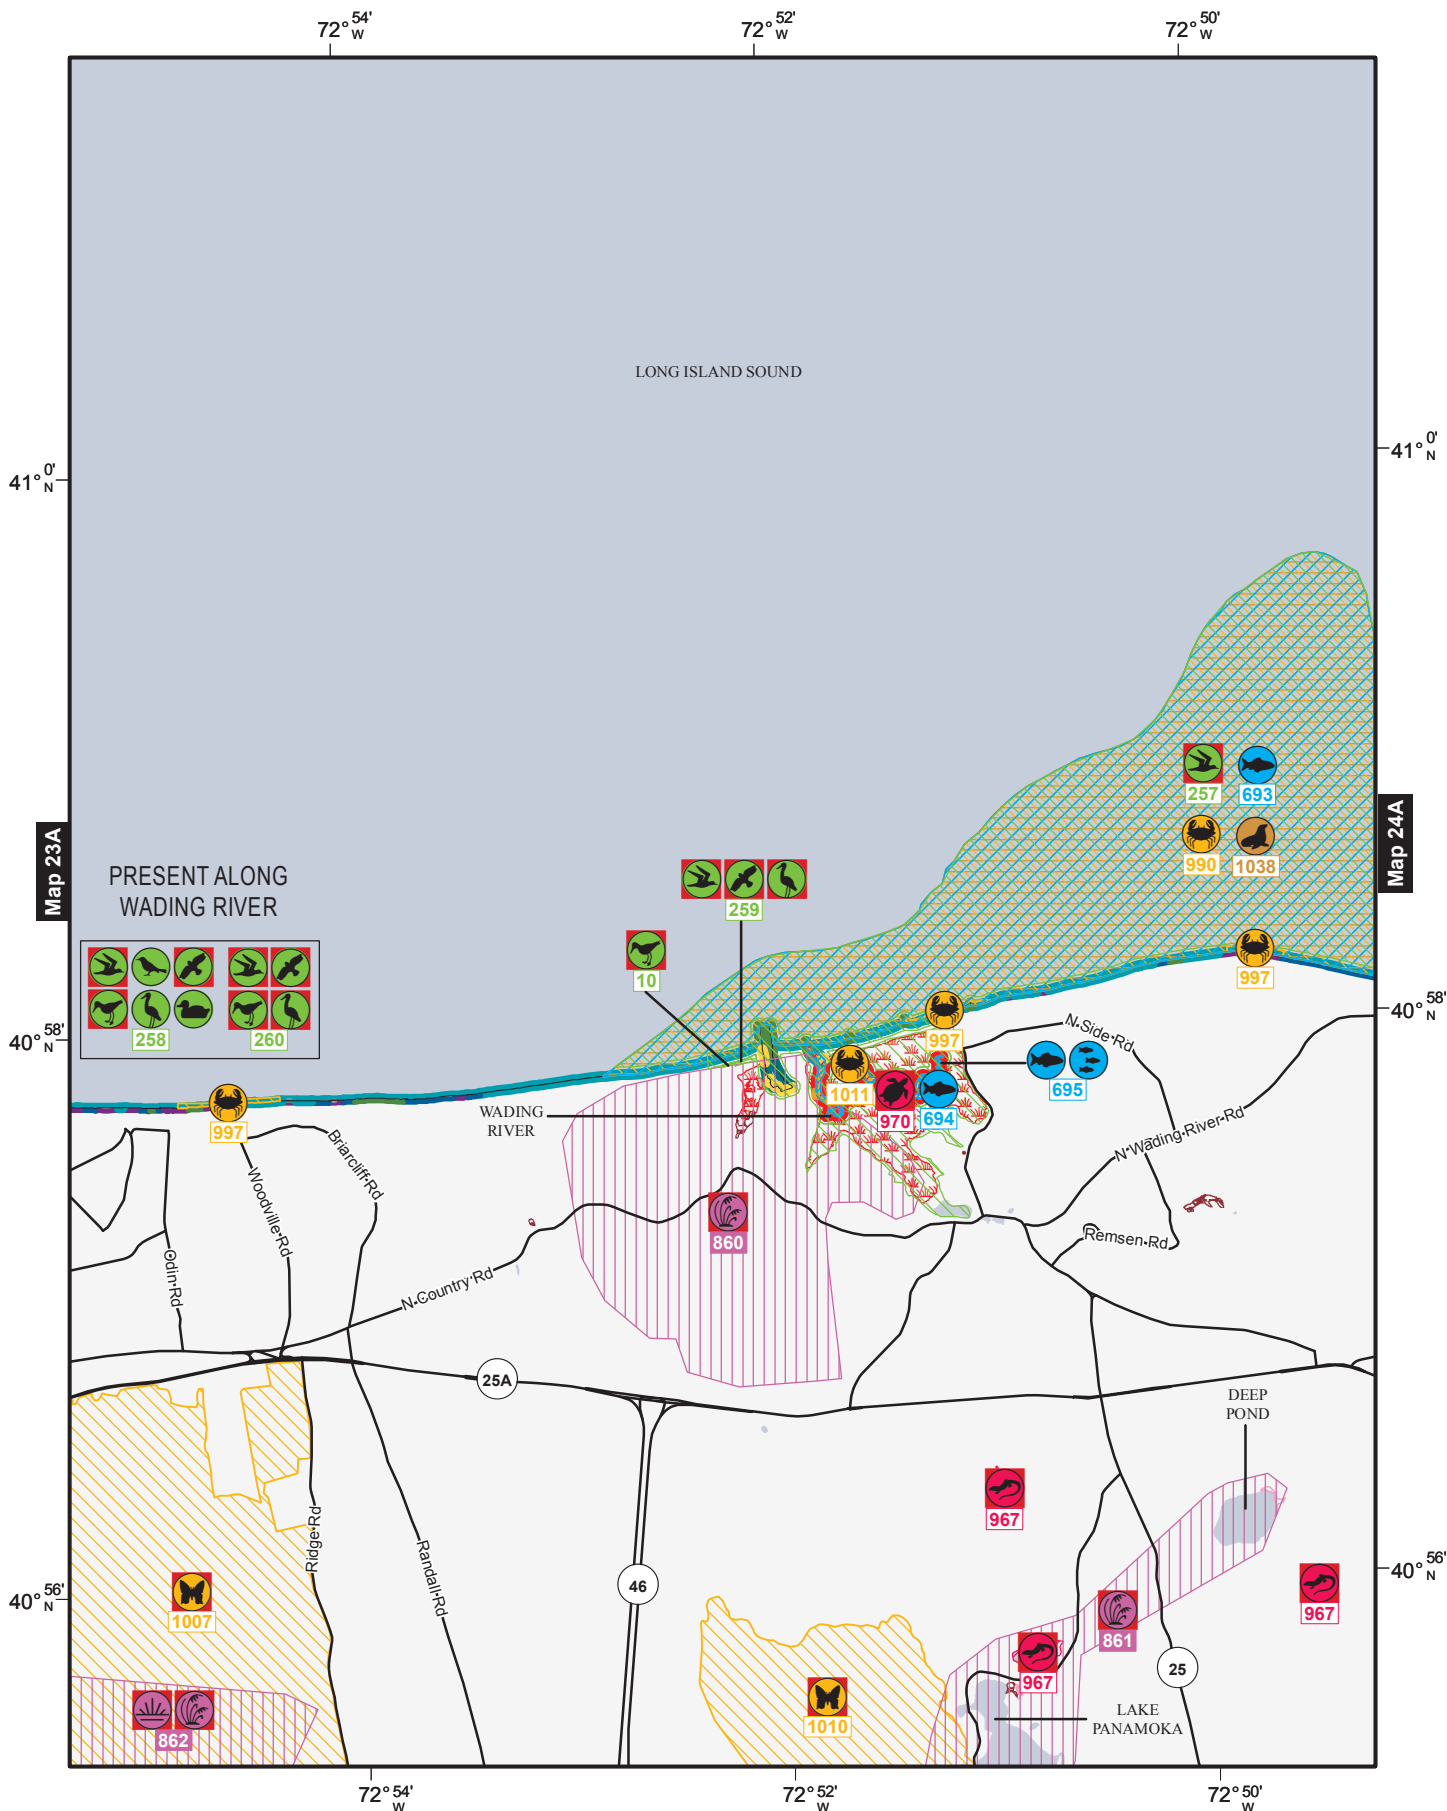 72° 54' W
72° 52' W
72° 50' W
LONG ISLAND SOUND
41° 0' N
41° 0' N
257
693
990
1038
Map 23A
Map 24A
PRESENT ALONG
WADING RIVER
259
10
997
258
260
40° 58' N
40° 58' N
997
N Side Rd
695
1011
970
694
WADING
RIVER
997
Briarcliff Rd
Woodville Rd
N Wading River Rd
860
Remsen Rd
Odin Rd
N Country Rd
25A
DEEP
POND
967
Ridge Rd
Randall Rd
46
40° 56' N
40° 56' N
1007
967
861
967
25
862
1010
LAKE
PANAMOKA
72° 54' W
72° 52' W
72° 50' W